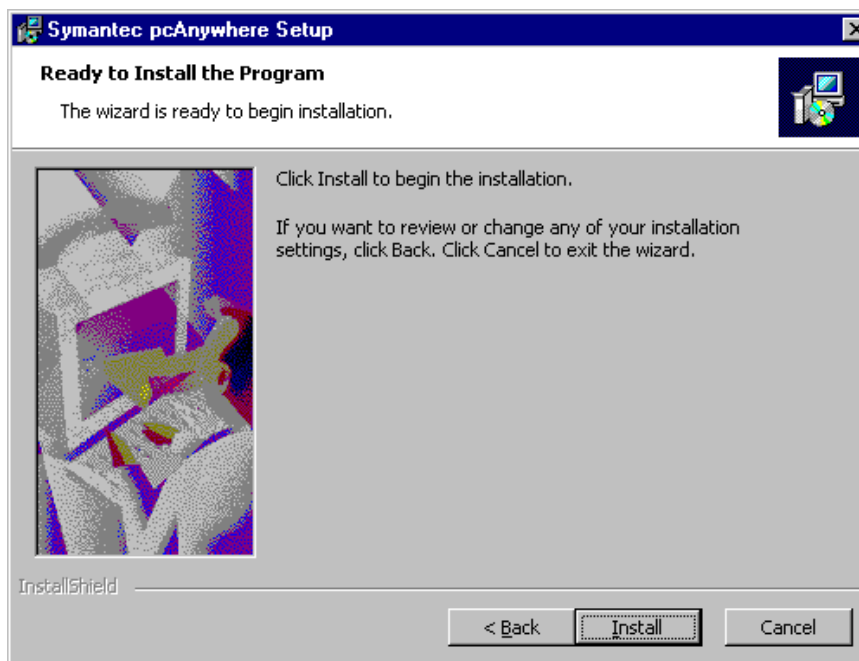 Symantec pcAnywhere Setup
Ready to Install the Program
The wizard is ready to begin installation.
Click Install to begin the installation.
If you want to review or change any of your installation
settings, click Back. Click Cancel to exit the wizard.
InstallShield
< Back
Install
Cancel